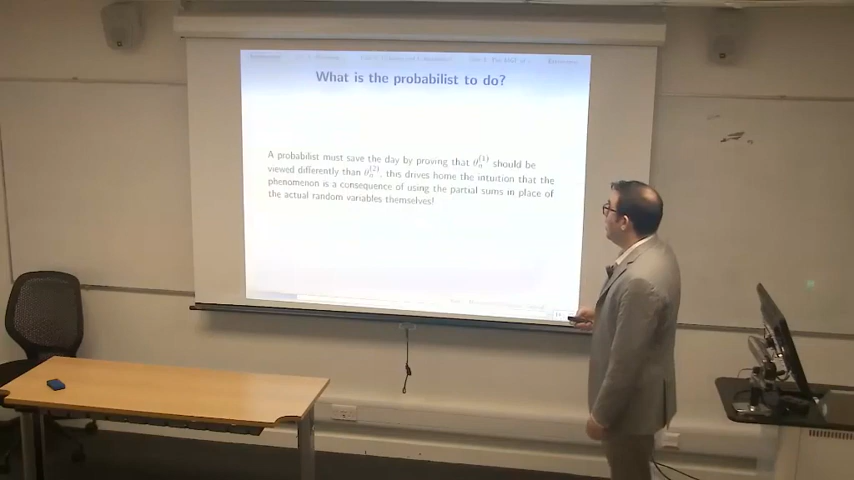 What is the probabilist to do?
A probabilist must save the day by proving that θₙ⁽¹⁾ should be
viewed differently than θₙ⁽²⁾, this drives home the intuition that the
phenomenon is a consequence of using the partial sums in place of
the actual random variables themselves!